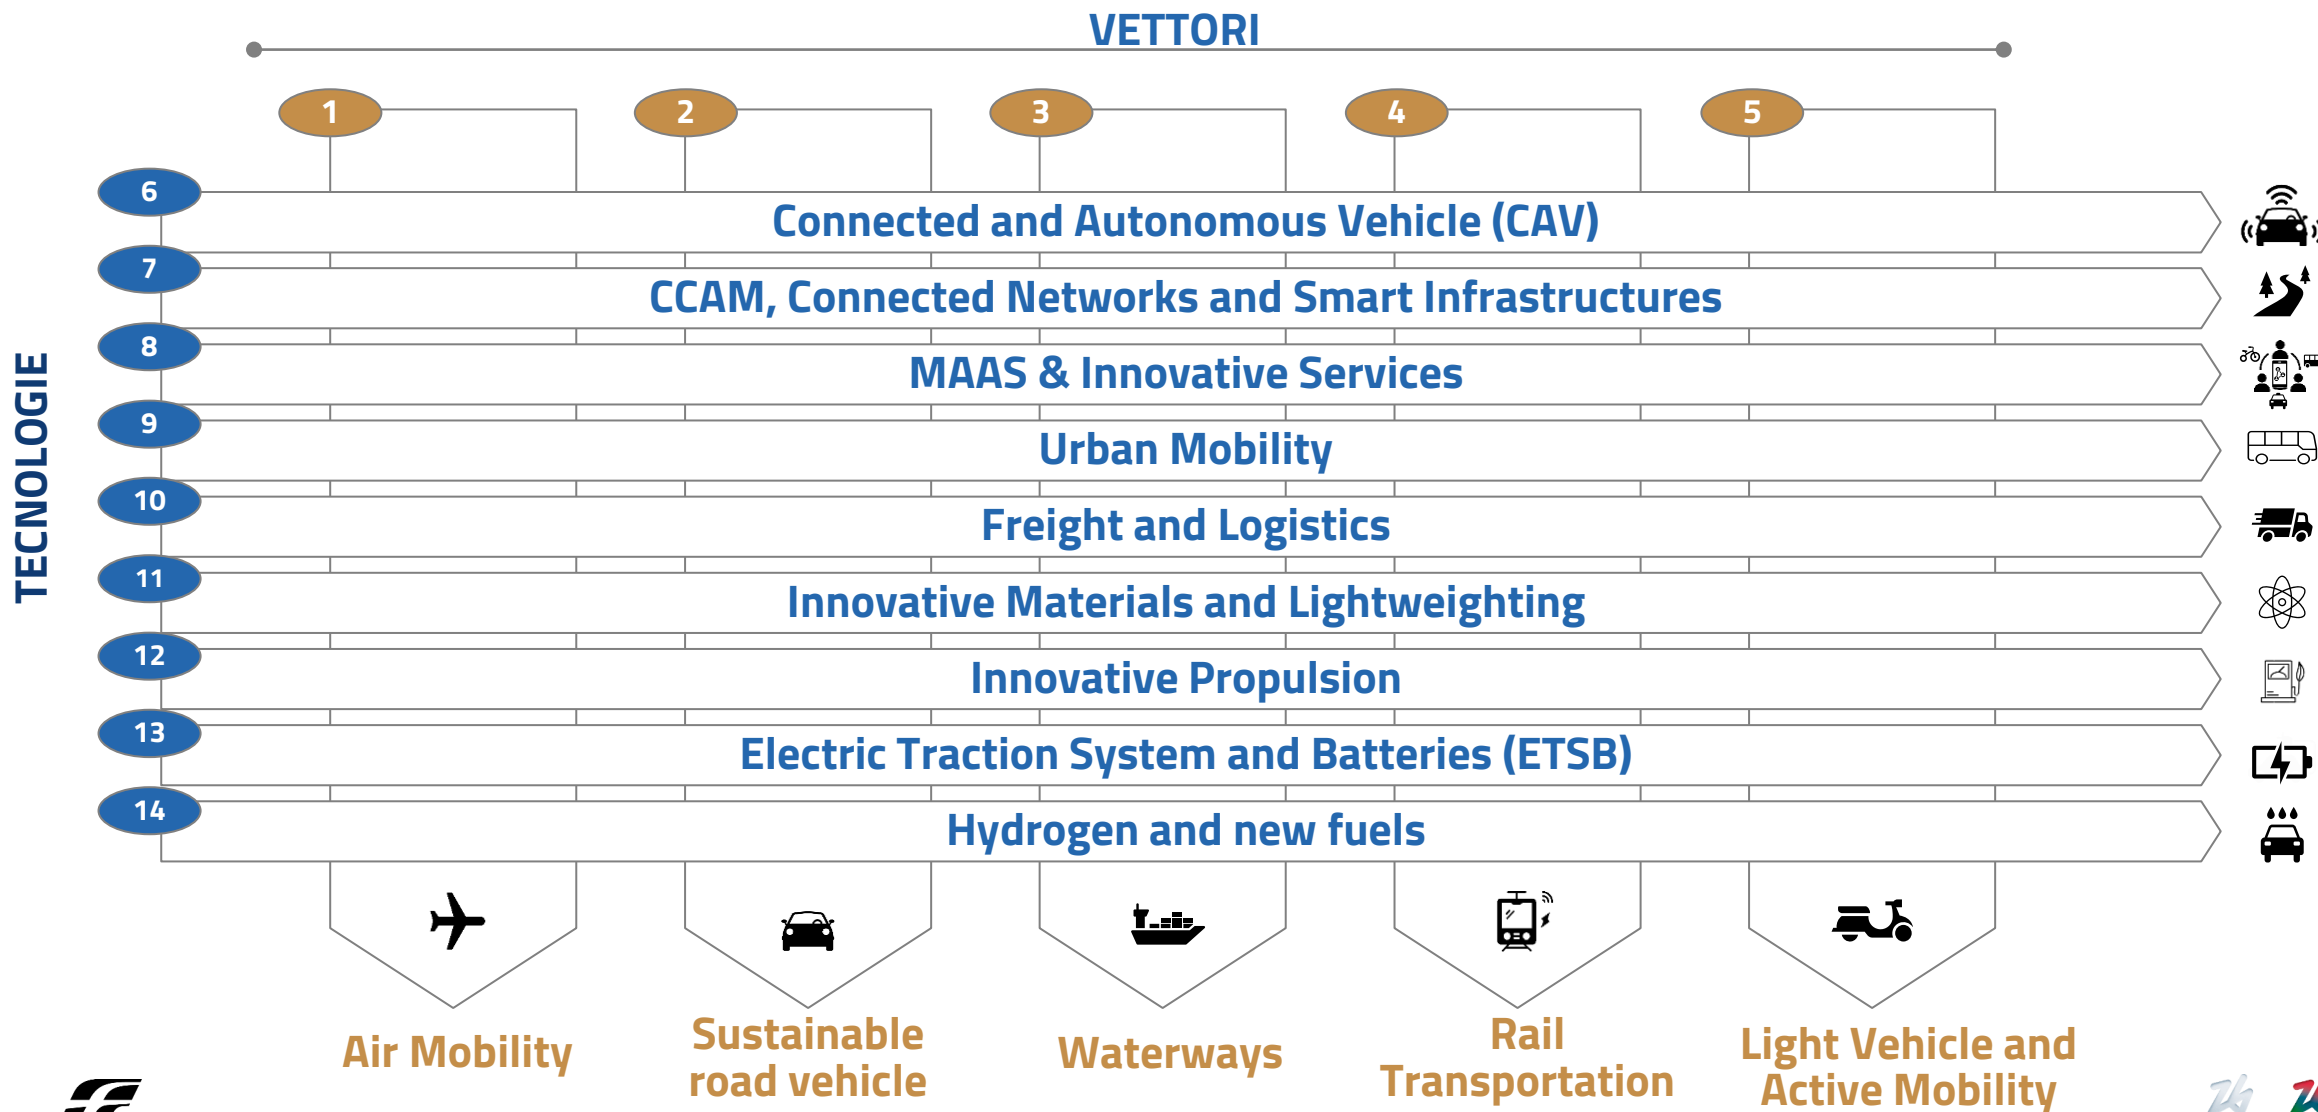 VETTORI
1
2
3
4
5
TECNOLOGIE
6
Connected and Autonomous Vehicle (CAV)
7
CCAM, Connected Networks and Smart Infrastructures
8
MAAS & Innovative Services
9
Urban Mobility
10
Freight and Logistics
11
Innovative Materials and Lightweighting
12
Innovative Propulsion
13
Electric Traction System and Batteries (ETSB)
14
Hydrogen and new fuels
Air Mobility
Sustainable
road vehicle
Waterways
Rail
Transportation
Light Vehicle and
Active Mobility